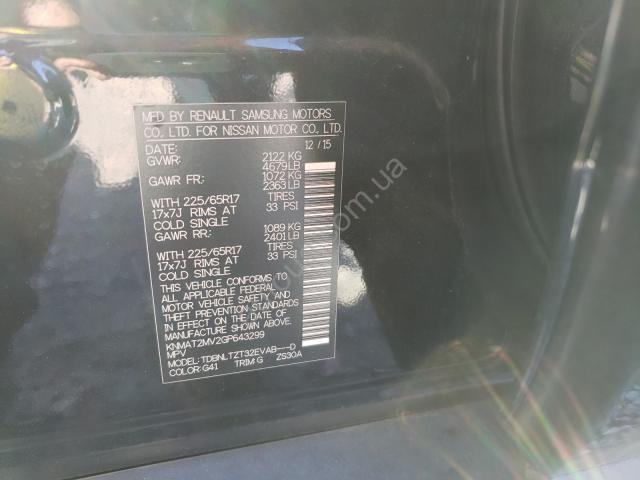 MFD BY RENAULT SAMSUNG MOTORS
CO., LTD. FOR NISSAN MOTOR CO., LTD.
DATE: 12 / 15
GVWR: 2122 KG
4679LB
GAWR FR: 1072 KG
2363 LB
WITH 225/65R17 TIRES
17x7J RIMS AT 33 PSI
COLD SINGLE
GAWR RR: 1089 KG
2401 LB
WITH 225/65R17 TIRES
17x7J RIMS AT 33 PSI
COLD SINGLE
THIS VEHICLE CONFORMS TO
ALL APPLICABLE FEDERAL
MOTOR VEHICLE SAFETY AND
THEFT PREVENTION STANDARDS
IN EFFECT ON THE DATE OF
MANUFACTURE SHOWN ABOVE.
KNMAT2MV2GP643299
MPV
MODEL: TDBNLTZT32EVAB---D
COLOR: G41 TRIM: G ZS30A